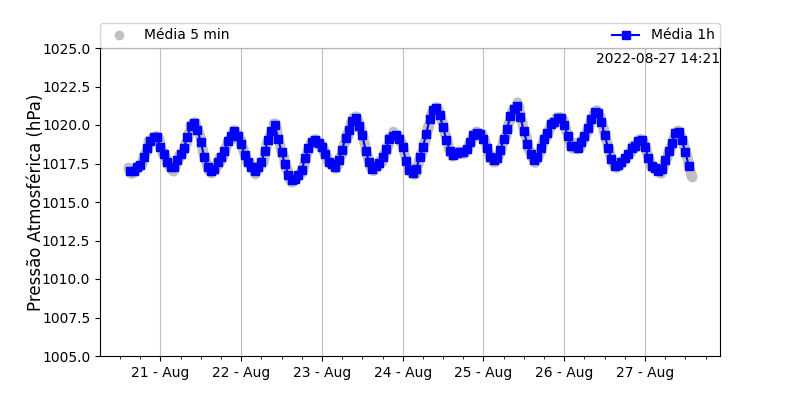 Média 5 min
Média 1h
2022-08-27 14:21
Pressão Atmosférica (hPa)
1025.0
1022.5
1020.0
1017.5
1015.0
1012.5
1010.0
1007.5
1005.0
21 - Aug
22 - Aug
23 - Aug
24 - Aug
25 - Aug
26 - Aug
27 - Aug